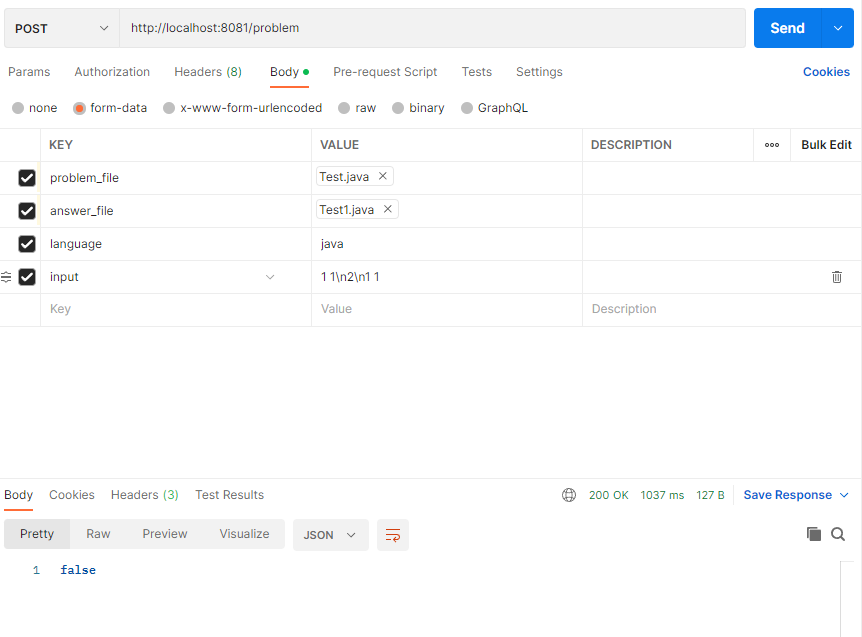 POST http://localhost:8081/problem Send
Params Authorization Headers (8) Body Pre-request Script Tests Settings Cookies
none form-data x-www-form-urlencoded raw binary GraphQL
KEY VALUE DESCRIPTION Bulk Edit
problem_file Test.java
answer_file Test1.java
language java
input 1 1\n2\n1 1
Key Value Description
Body Cookies Headers (3) Test Results 200 OK 1037 ms 127 B Save Response
Pretty Raw Preview Visualize JSON
1 false